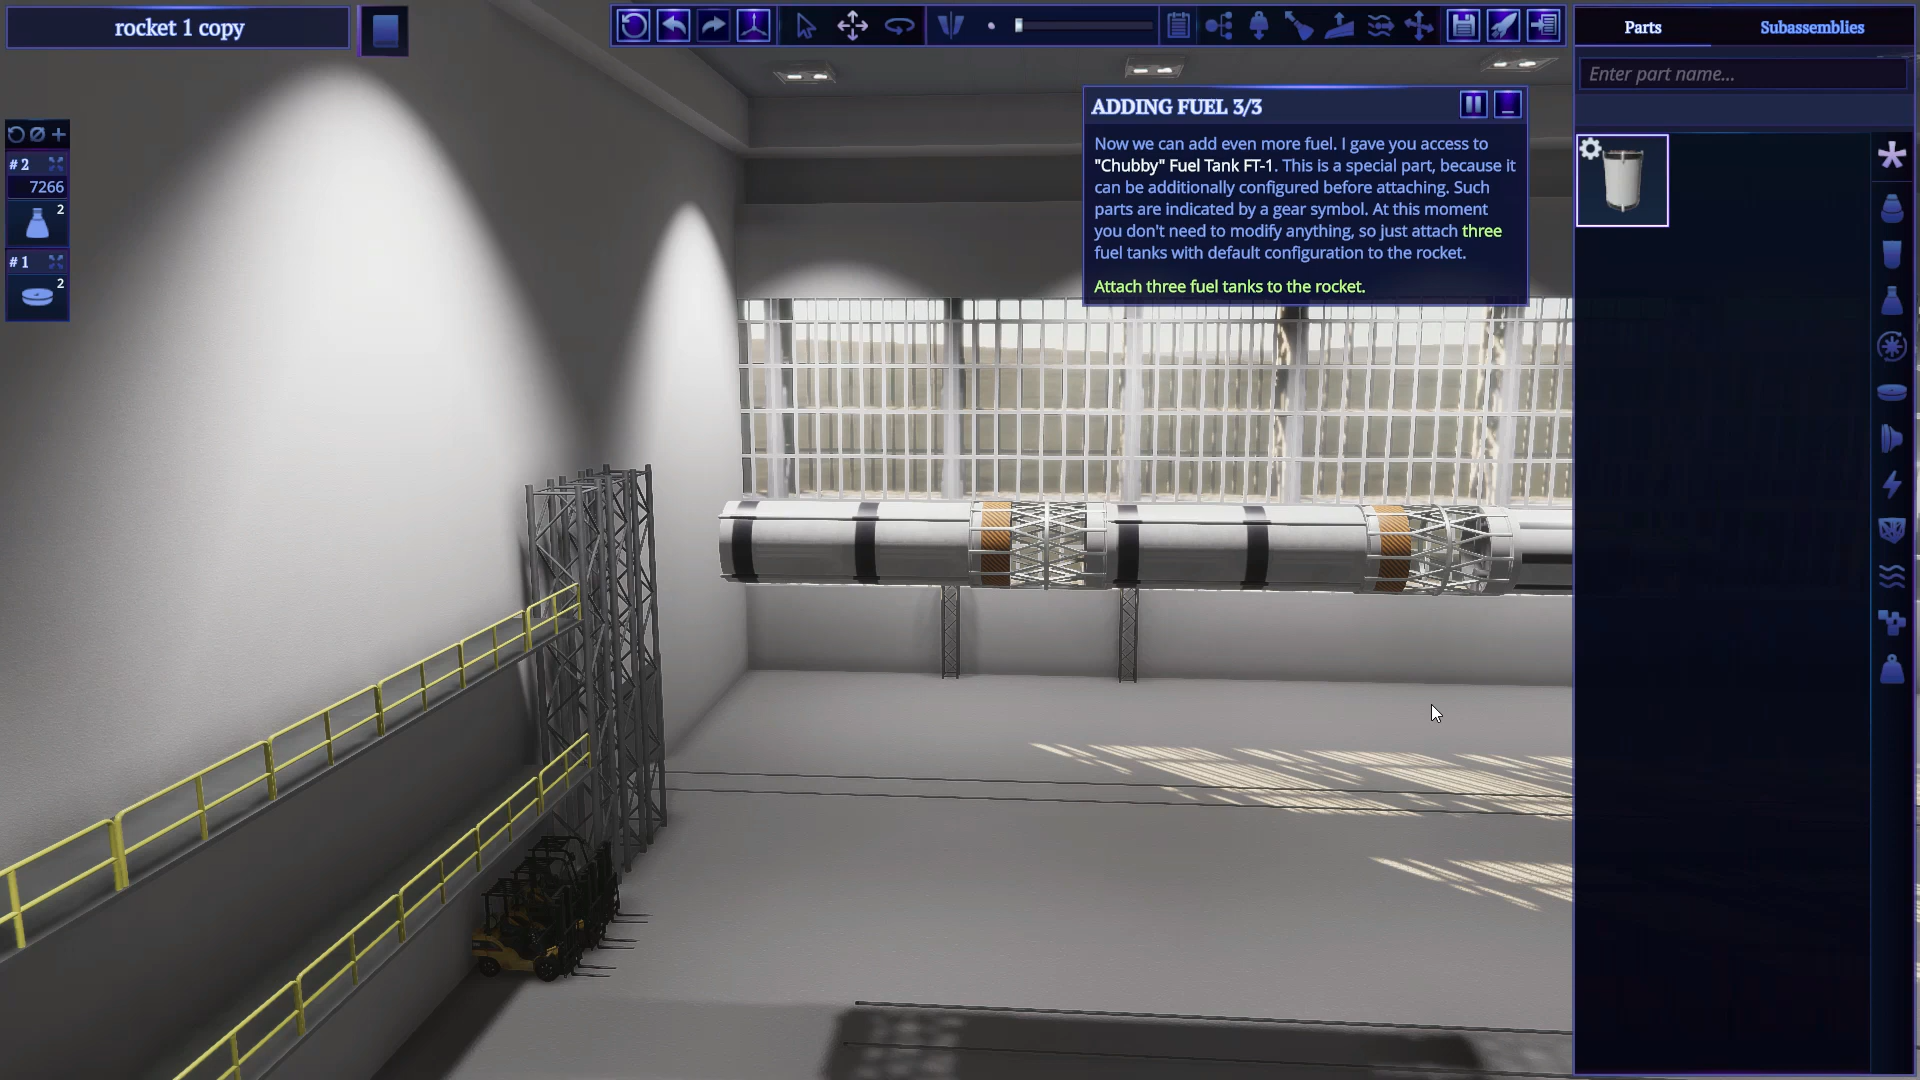 rocket 1 copy
Parts
Subassemblies
Enter part name...
ADDING FUEL 3/3
Now we can add even more fuel. I gave you access to
"Chubby" Fuel Tank FT-1. This is a special part, because it
can be additionally configured before attaching. Such
parts are indicated by a gear symbol. At this moment
you don't need to modify anything, so just attach three
fuel tanks with default configuration to the rocket.
Attach three fuel tanks to the rocket.
# 2
7266
2
# 1
2